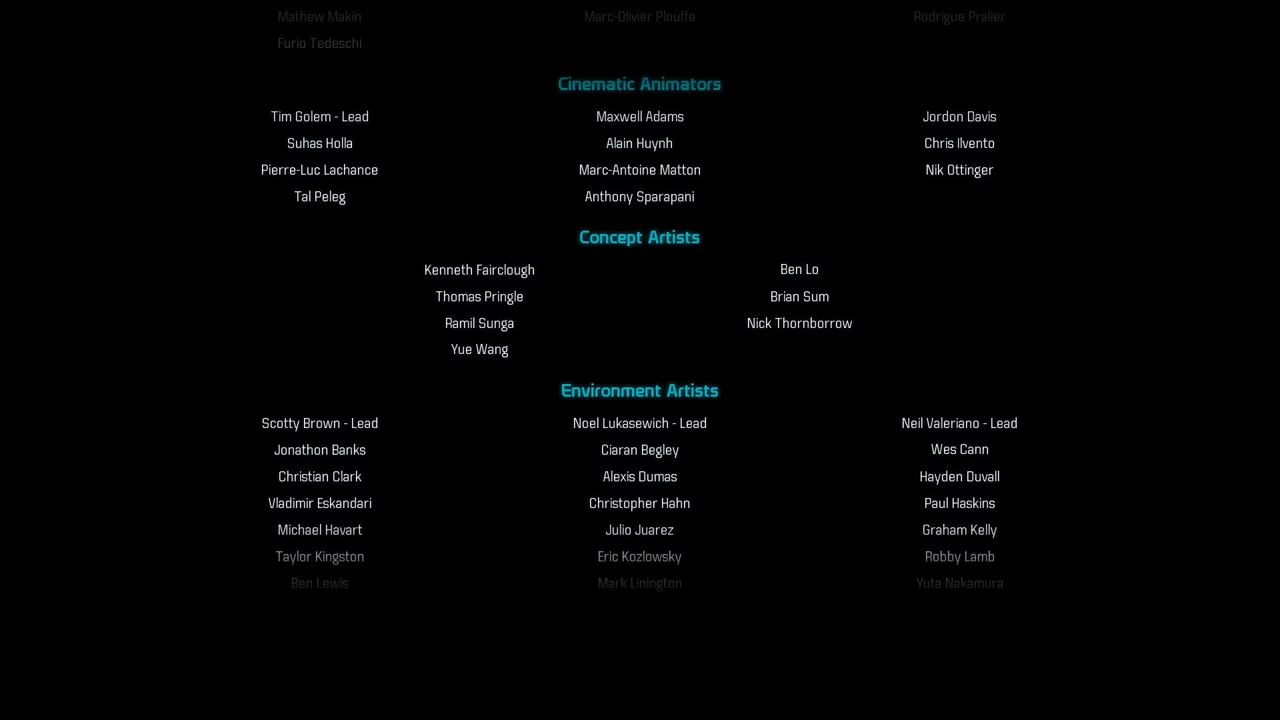 Mathew Makin Marc-Olivier Plouffe Rodrigue Pralier
Furio Tedeschi
Cinematic Animators
Tim Golem - Lead Maxwell Adams Jordon Davis
Suhas Holla Alain Huynh Chris Ilvento
Pierre-Luc Lachance Marc-Antoine Matton Nik Ottinger
Tal Peleg Anthony Sparapani
Concept Artists
Kenneth Fairclough Ben Lo
Thomas Pringle Brian Sum
Ramil Sunga Nick Thornborrow
Yue Wang
Environment Artists
Scotty Brown - Lead Noel Lukasewich - Lead Neil Valeriano - Lead
Jonathon Banks Ciaran Begley Wes Cann
Christian Clark Alexis Dumas Hayden Duvall
Vladimir Eskandari Christopher Hahn Paul Haskins
Michael Havart Julio Juarez Graham Kelly
Taylor Kingston Eric Kozlowsky Robby Lamb
Ben Lewis Mark Linington Yuta Nakamura